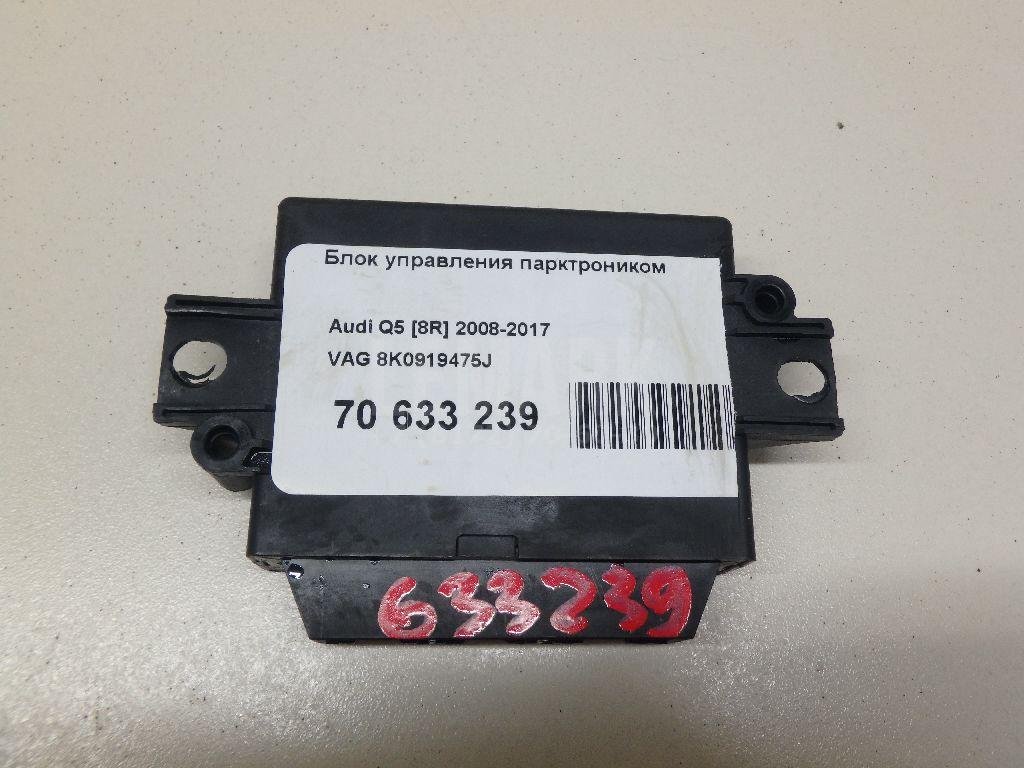 Блок управления парктроником
Audi Q5 [8R] 2008-2017
VAG 8K0919475J
70 633 239
633239